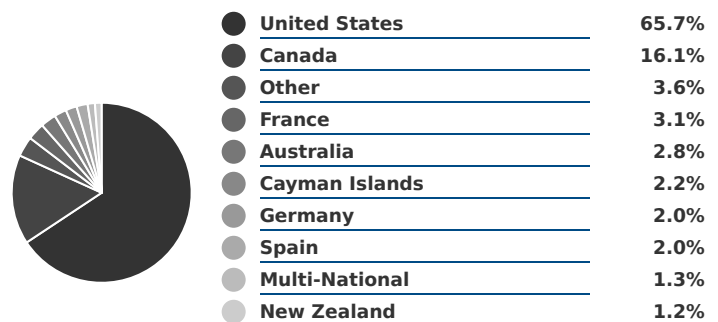 United States 65.7%
Canada 16.1%
Other 3.6%
France 3.1%
Australia 2.8%
Cayman Islands 2.2%
Germany 2.0%
Spain 2.0%
Multi-National 1.3%
New Zealand 1.2%